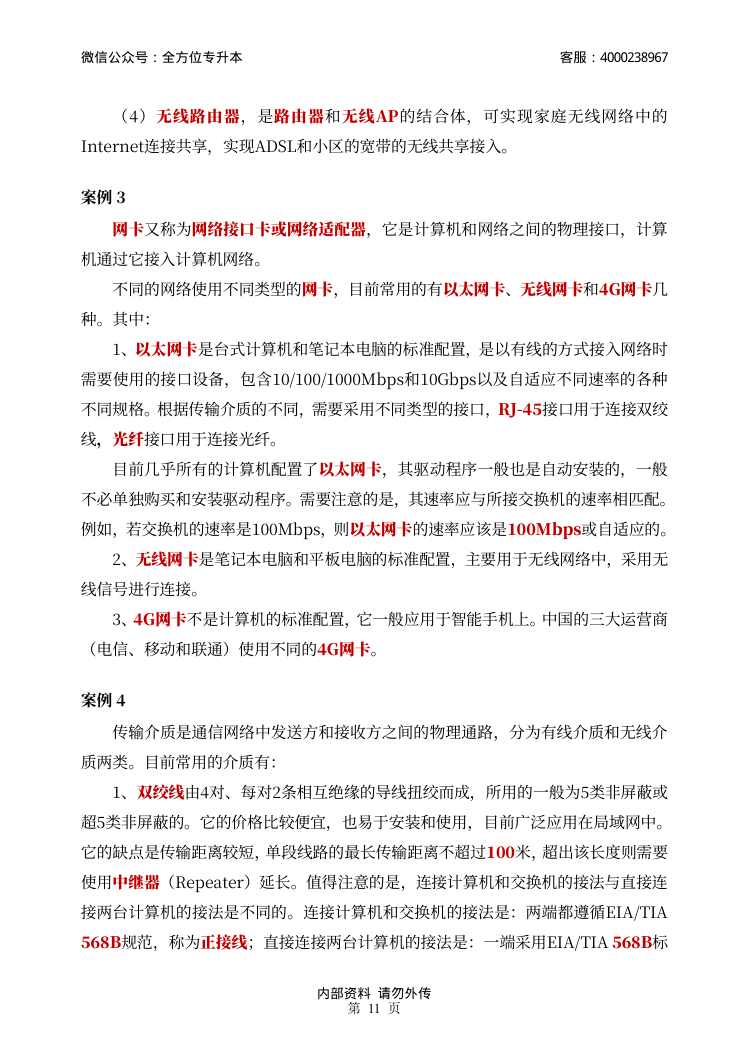 微信公众号：全方位专升本 客服：4000238967
（4）无线路由器，是路由器和无线AP的结合体，可实现家庭无线网络中的
Internet连接共享，实现ADSL和小区的宽带的无线共享接入。
案例 3
网卡又称为网络接口卡或网络适配器，它是计算机和网络之间的物理接口，计算
机通过它接入计算机网络。
不同的网络使用不同类型的网卡，目前常用的有以太网卡、无线网卡和4G网卡几
种。其中：
1、以太网卡是台式计算机和笔记本电脑的标准配置，是以有线的方式接入网络时
需要使用的接口设备，包含10/100/1000Mbps和10Gbps以及自适应不同速率的各种
不同规格。根据传输介质的不同，需要采用不同类型的接口，RJ-45接口用于连接双绞
线，光纤接口用于连接光纤。
目前几乎所有的计算机配置了以太网卡，其驱动程序一般也是自动安装的，一般
不必单独购买和安装驱动程序。需要注意的是，其速率应与所接交换机的速率相匹配。
例如，若交换机的速率是100Mbps，则以太网卡的速率应该是100Mbps或自适应的。
2、无线网卡是笔记本电脑和平板电脑的标准配置，主要用于无线网络中，采用无
线信号进行连接。
3、4G网卡不是计算机的标准配置，它一般应用于智能手机上。中国的三大运营商
（电信、移动和联通）使用不同的4G网卡。
案例 4
传输介质是通信网络中发送方和接收方之间的物理通路，分为有线介质和无线介
质两类。目前常用的介质有：
1、双绞线由4对、每对2条相互绝缘的导线扭绞而成，所用的一般为5类非屏蔽或
超5类非屏蔽的。它的价格比较便宜，也易于安装和使用，目前广泛应用在局域网中。
它的缺点是传输距离较短，单段线路的最长传输距离不超过100米，超出该长度则需要
使用中继器（Repeater）延长。值得注意的是，连接计算机和交换机的接法与直接连
接两台计算机的接法是不同的。连接计算机和交换机的接法是：两端都遵循EIA/TIA
568B规范，称为正接线；直接连接两台计算机的接法是：一端采用EIA/TIA 568B标
内部资料 请勿外传
第 11 页